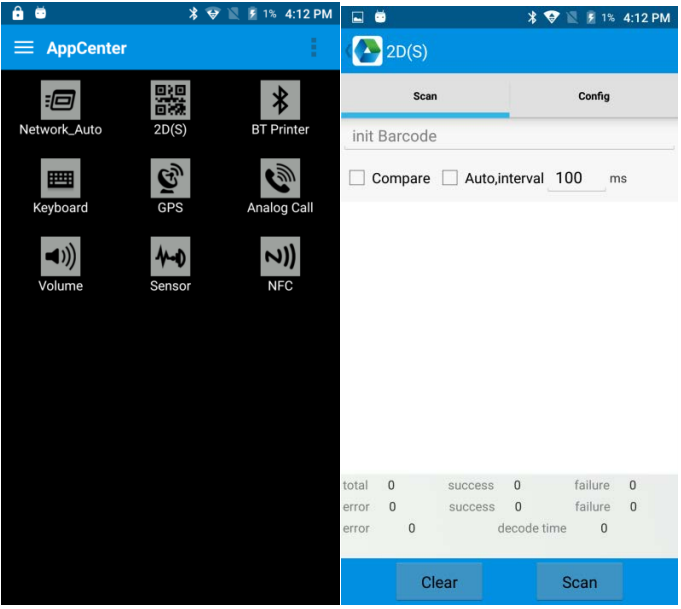 1% 4:12 PM
AppCenter
Network_Auto 2D(S) BT Printer
Keyboard GPS Analog Call
Volume Sensor NFC
1% 4:12 PM
2D(S)
Scan Config
init Barcode
Compare Auto,interval 100 ms
total 0 success 0 failure 0
error 0 success 0 failure 0
error 0 decode time 0
Clear Scan